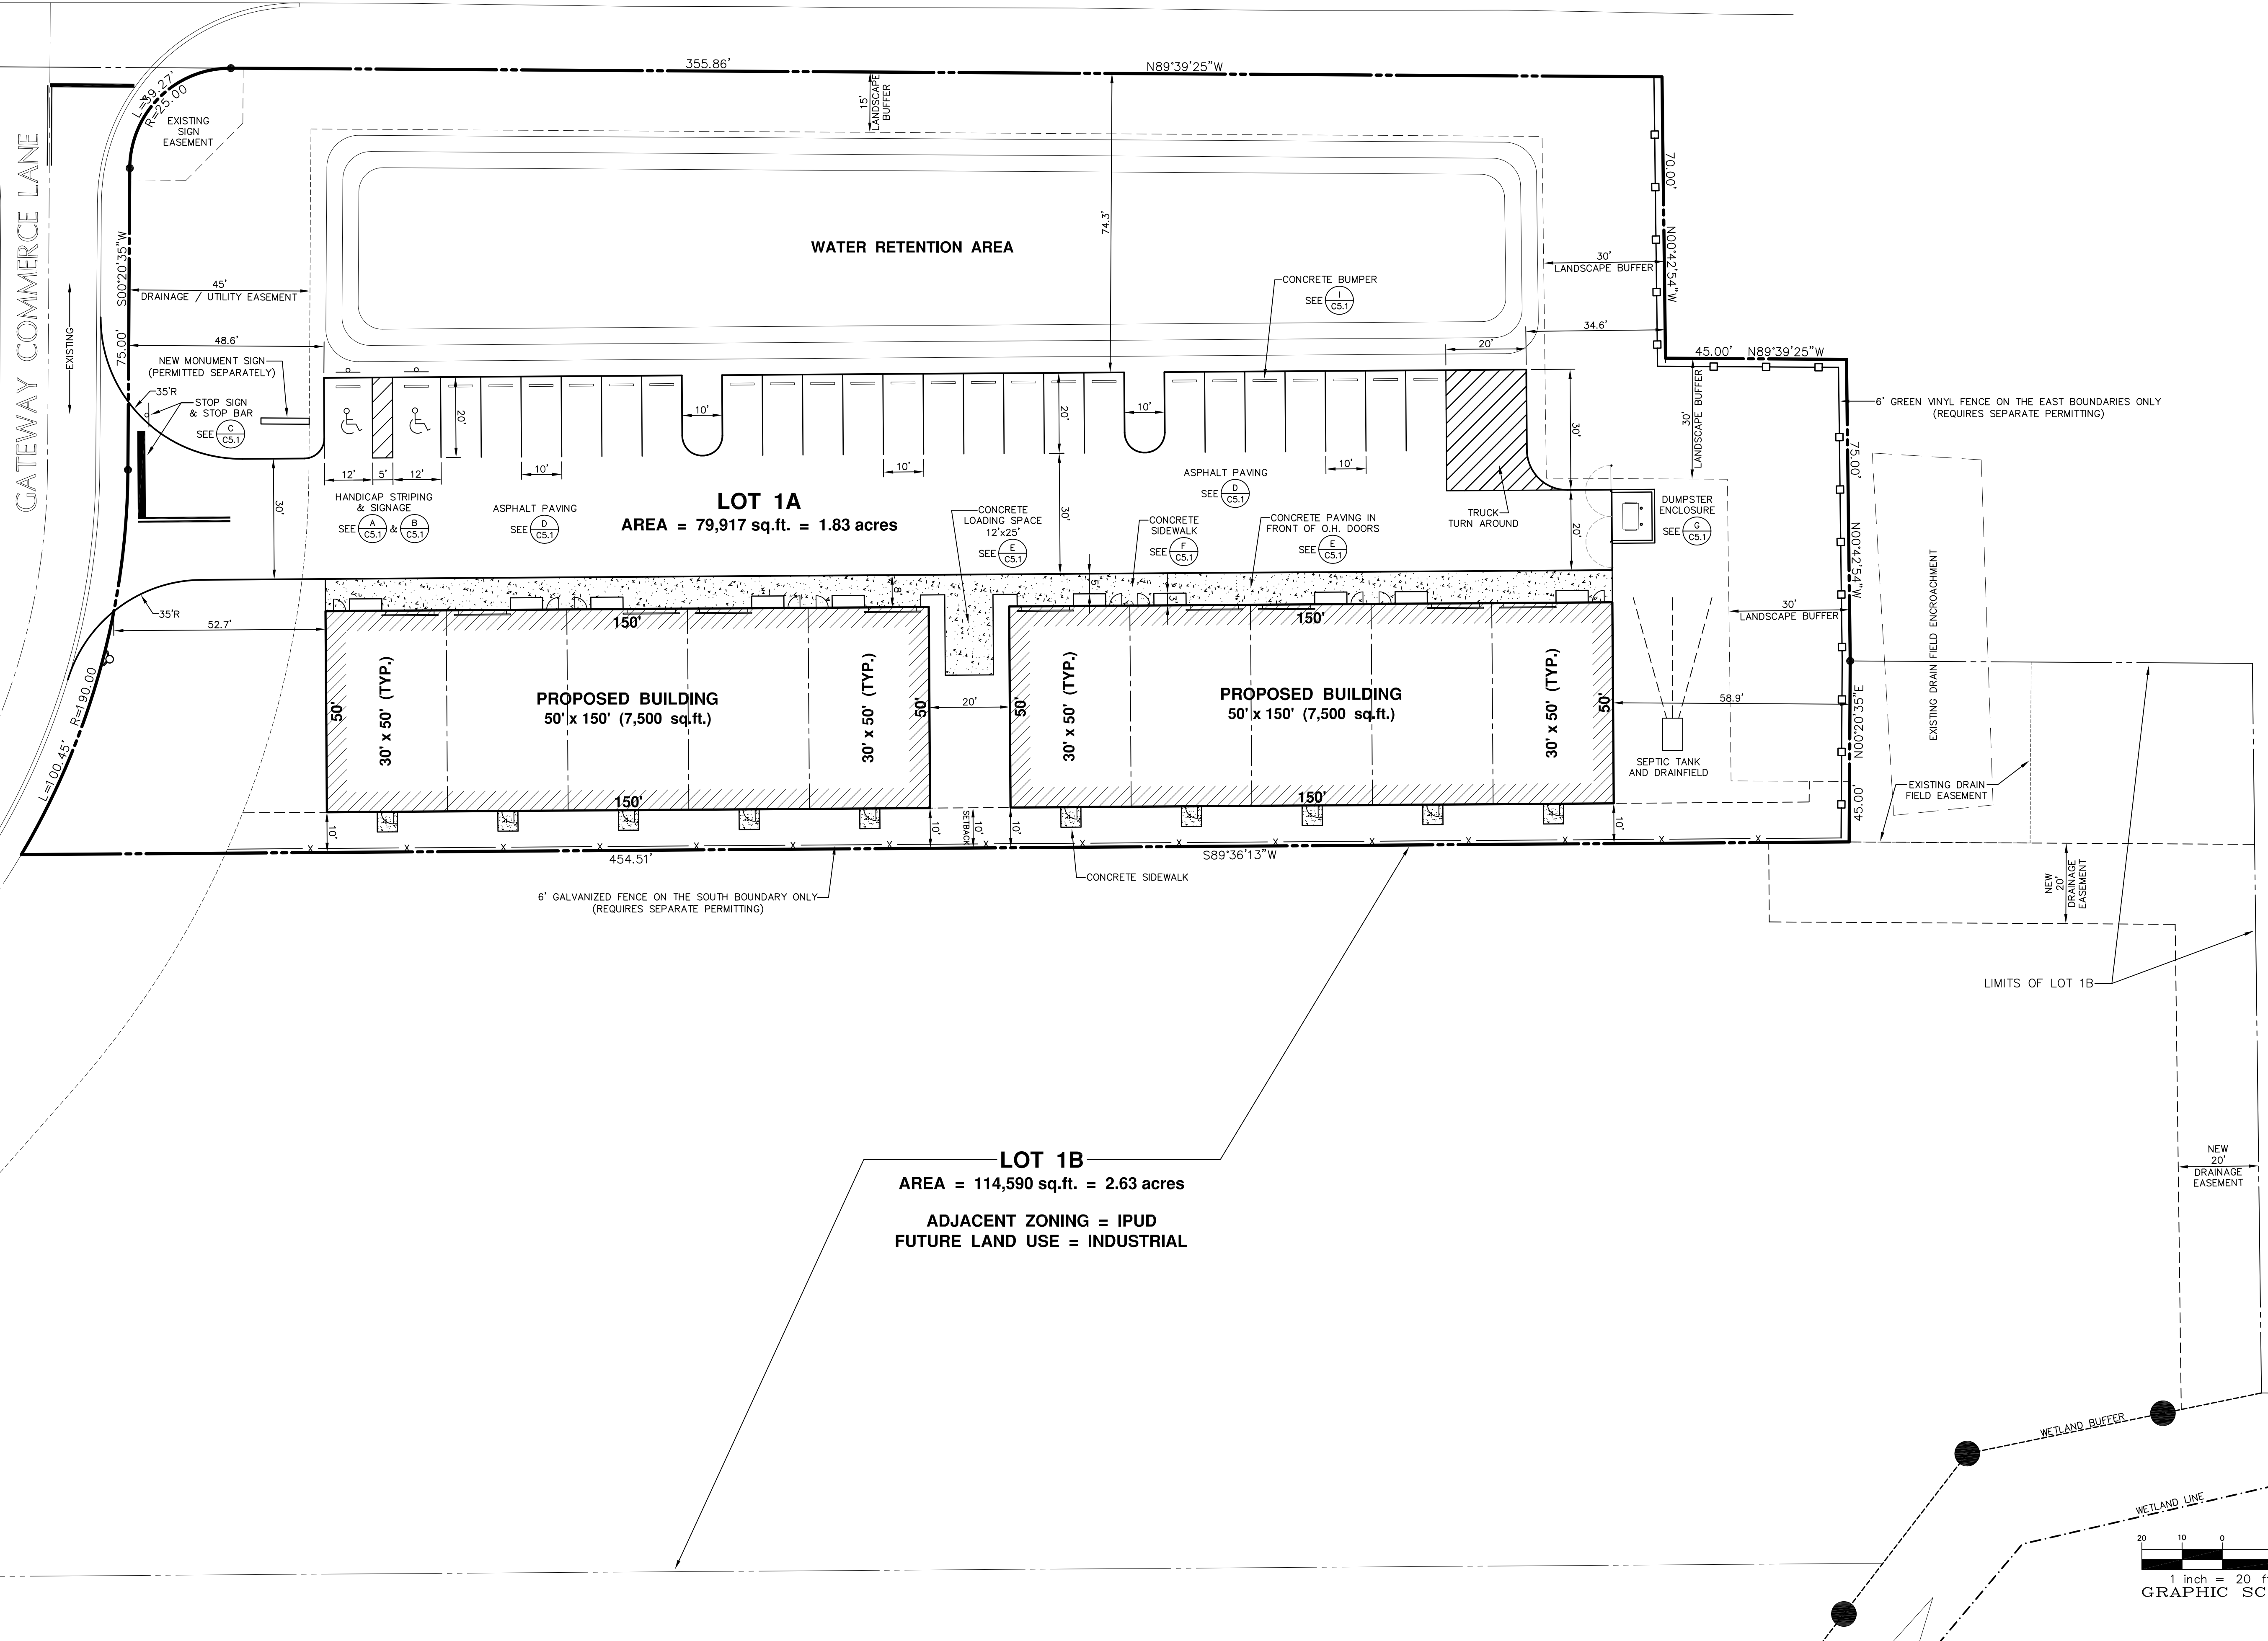 355.86'
N89°39'25"W
L=39.27'
R=25.00
EXISTING
SIGN
EASEMENT
15'
LANDSCAPE
BUFFER
GATEWAY COMMERCE LANE
EXISTING
S00°20'35"W
75.00'
74.3'
70.00'
N00°42'54"W
WATER RETENTION AREA
45'
DRAINAGE / UTILITY EASEMENT
30'
LANDSCAPE BUFFER
CONCRETE BUMPER
SEE I
C5.1
34.6'
48.6'
20'
45.00'
N89°39'25"W
NEW MONUMENT SIGN
(PERMITTED SEPARATELY)
35'R
STOP SIGN
& STOP BAR
SEE C
C5.1
20'
10'
20'
10'
30'
30'
LANDSCAPE BUFFER
6' GREEN VINYL FENCE ON THE EAST BOUNDARIES ONLY
(REQUIRES SEPARATE PERMITTING)
75.00'
N00°42'54"W
12'
5'
12'
10'
10'
10'
HANDICAP STRIPING
& SIGNAGE
SEE A
C5.1
&
B
C5.1
ASPHALT PAVING
SEE D
C5.1
LOT 1A
AREA = 79,917 sq.ft. = 1.83 acres
CONCRETE
LOADING SPACE
12'x25'
SEE E
C5.1
ASPHALT PAVING
SEE D
C5.1
CONCRETE
SIDEWALK
SEE F
C5.1
CONCRETE PAVING IN
FRONT OF O.H. DOORS
SEE E
C5.1
TRUCK
TURN AROUND
DUMPSTER
ENCLOSURE
SEE G
C5.1
30'
30'
20'
35'R
52.7'
8'
5'
3'
30'
LANDSCAPE BUFFER
EXISTING DRAIN FIELD ENCROACHMENT
L=100.45'
R=190.00
150'
50'
30' x 50' (TYP.)
PROPOSED BUILDING
50' x 150' (7,500 sq.ft.)
30' x 50' (TYP.)
50'
150'
20'
150'
50'
30' x 50' (TYP.)
PROPOSED BUILDING
50' x 150' (7,500 sq.ft.)
30' x 50' (TYP.)
50'
150'
58.9'
N00°20'35"E
45.00'
SEPTIC TANK
AND DRAINFIELD
EXISTING DRAIN
FIELD EASEMENT
10'
10'
SETBACK
10'
10'
10'
X X X X X X X X X X X X X X X X
454.51'
S89°36'13"W
CONCRETE SIDEWALK
6' GALVANIZED FENCE ON THE SOUTH BOUNDARY ONLY
(REQUIRES SEPARATE PERMITTING)
NEW
20'
DRAINAGE
EASEMENT
LIMITS OF LOT 1B
LOT 1B
AREA = 114,590 sq.ft. = 2.63 acres
ADJACENT ZONING = IPUD
FUTURE LAND USE = INDUSTRIAL
NEW
20'
DRAINAGE
EASEMENT
WETLAND BUFFER
WETLAND LINE
20 10 0
1 inch = 20 f
GRAPHIC SC